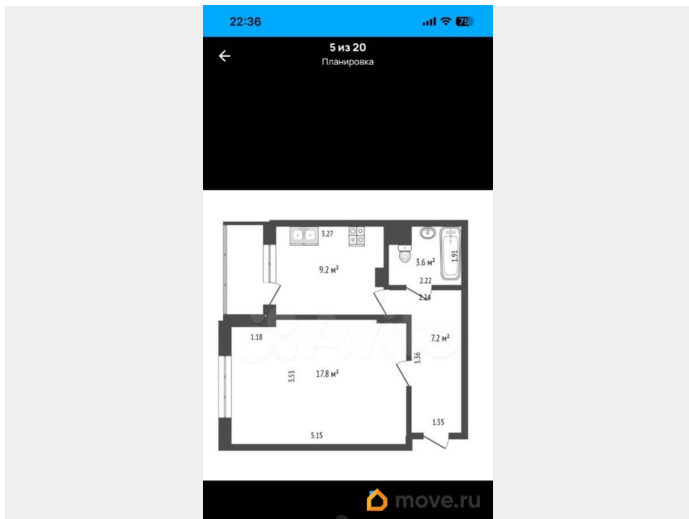 22:36
76
5 из 20
Планировка
3.27
9.2 м²
3.6 м²
1.91
2.22
2.24
1.18
7.2 м²
3.36
3.53
17.8 м²
1.55
5.15
Avito
move.ru